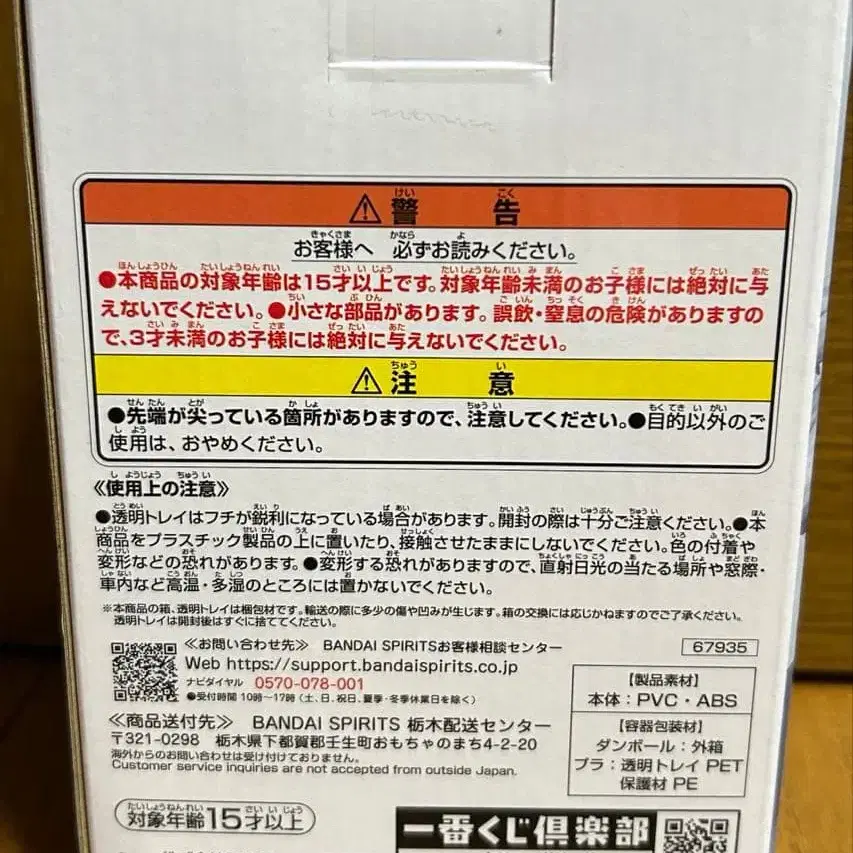 ⚠警告
お客様へ 必ずお読みください。
●本商品の対象年齢は15才以上です。対象年齢未満のお子様には絶対に与
えないでください。●小さな部品があります。誤飲・窒息の危険がありますの
で、3才未満のお子様には絶対に与えないでください。
⚠注意
●先端が尖っている箇所がありますので、注意してください。●目的以外のご
使用は、おやめください。
《使用上の注意》
●透明トレイはフチが鋭利になっている場合があります。開封の際は十分ご注意ください。●本
商品をプラスチック製品の上に置いたり、接触させたままにしないでください。色の付着や
変形などの恐れがあります。●変形する恐れがありますので、直射日光の当たる場所や窓際・
車内など高温・多湿のところには置かないでください。
※本商品の箱、透明トレイは梱包材です。輸送の際に多少の傷や凹みが生じます。箱の交換には応じかねますのでご了承ください。
透明トレイは開封後はすぐに捨ててください。
≪お問い合わせ先≫ BANDAI SPIRITSお客様相談センター
67935
Web https://support.bandaispirits.co.jp
ナビダイヤル 0570-078-001
●受付時間 10時～17時（土、日、祝日、夏季・冬季休業日を除く）
≪商品送付先≫ BANDAI SPIRITS 栃木配送センター
〒321-0298 栃木県下都賀郡壬生町おもちゃのまち4-2-20
海外からのお問い合わせは受け付けておりません。
Customer service inquiries are not accepted from outside Japan.
【製品素材】
本体：PVC・ABS
【容器包装材】
ダンボール：外箱
プラ：透明トレイ PET
保護材 PE
対象年齢15才以上
一番くじ倶楽部